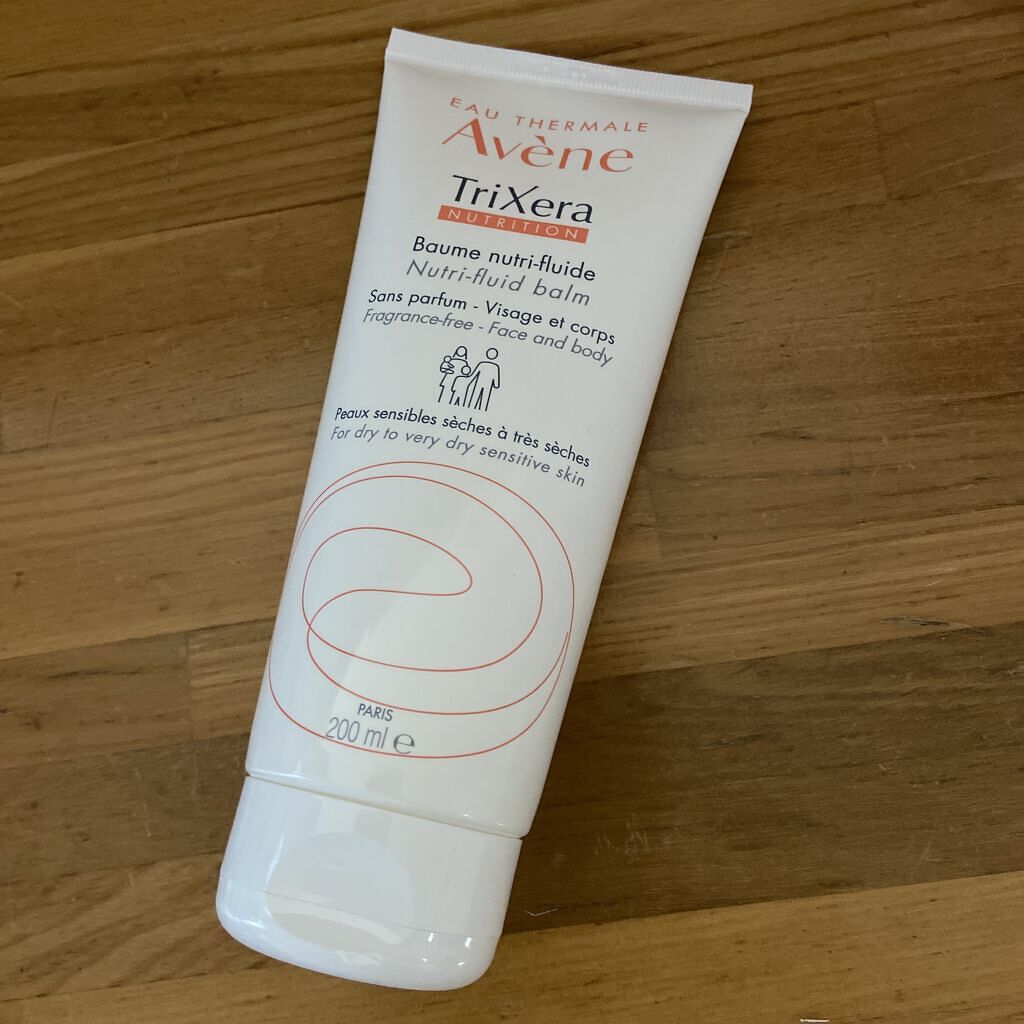 EAU THERMALE
Avène
TriXera
NUTRITION
Baume nutri-fluide
Nutri-fluid balm
Sans parfum - Visage et corps
Fragrance-free - Face and body
Peaux sensibles sèches à très sèches
For dry to very dry sensitive skin
PARIS
200 ml ℮